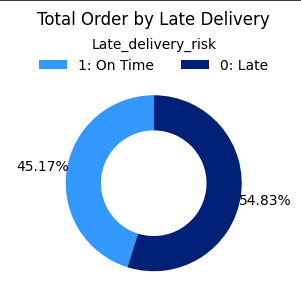 Total Order by Late Delivery
Late_delivery_risk
1: On Time 0: Late
45.17%
54.83%